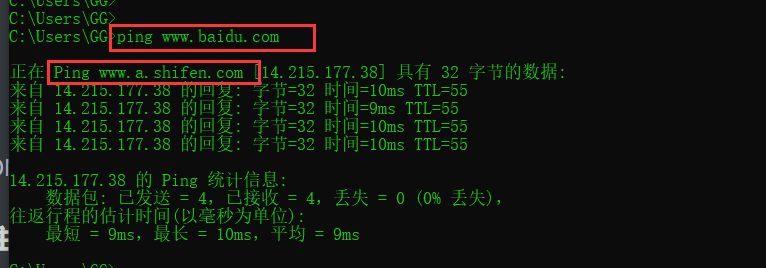 C:\Users\GG>
C:\Users\GG>
C:\Users\GG>ping www.baidu.com
正在 Ping www.a.shifen.com [14.215.177.38] 具有 32 字节的数据:
来自 14.215.177.38 的回复: 字节=32 时间=10ms TTL=55
来自 14.215.177.38 的回复: 字节=32 时间=9ms TTL=55
来自 14.215.177.38 的回复: 字节=32 时间=10ms TTL=55
来自 14.215.177.38 的回复: 字节=32 时间=10ms TTL=55
14.215.177.38 的 Ping 统计信息:
数据包: 已发送 = 4，已接收 = 4，丢失 = 0 (0% 丢失)，
往返行程的估计时间(以毫秒为单位):
最短 = 9ms，最长 = 10ms，平均 = 9ms